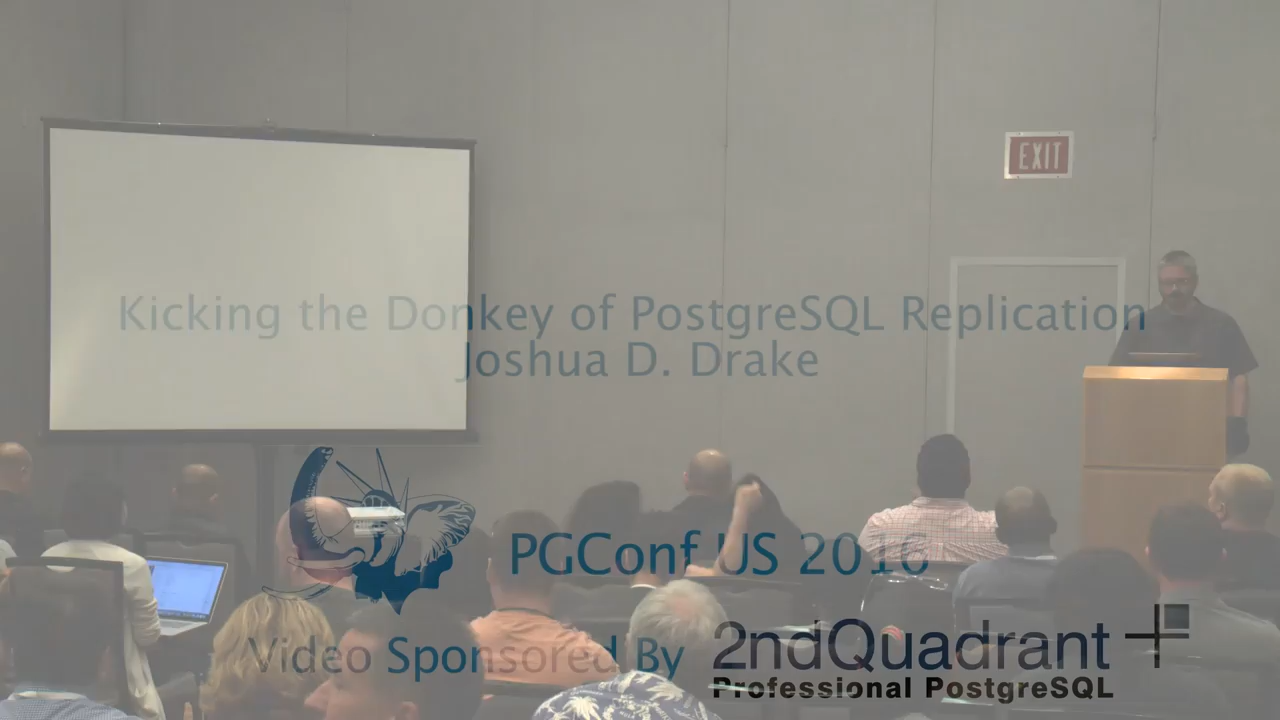 EXIT
Kicking the Donkey of PostgreSQL Replication
Joshua D. Drake
PGConf US 2016
Video Sponsored By
2ndQuadrant
Professional PostgreSQL